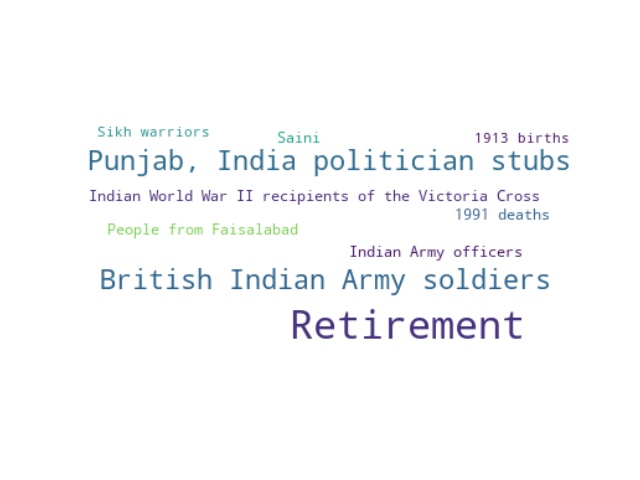 Sikh warriors
Saini
1913 births
Punjab, India politician stubs
Indian World War II recipients of the Victoria Cross
1991 deaths
People from Faisalabad
Indian Army officers
British Indian Army soldiers
Retirement